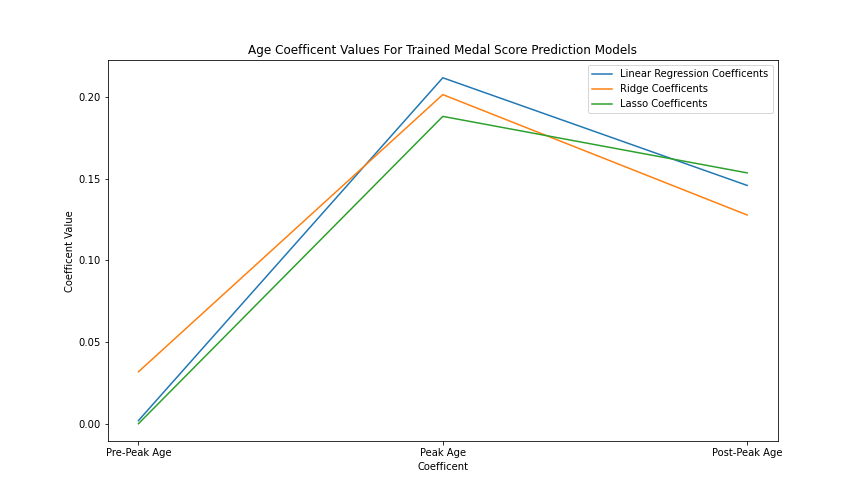 Age Coefficent Values For Trained Medal Score Prediction Models
Linear Regression Coefficents
Ridge Coefficents
Lasso Coefficents
0.20
0.15
0.10
0.05
0.00
Coefficent Value
Pre-Peak Age
Peak Age
Post-Peak Age
Coefficent